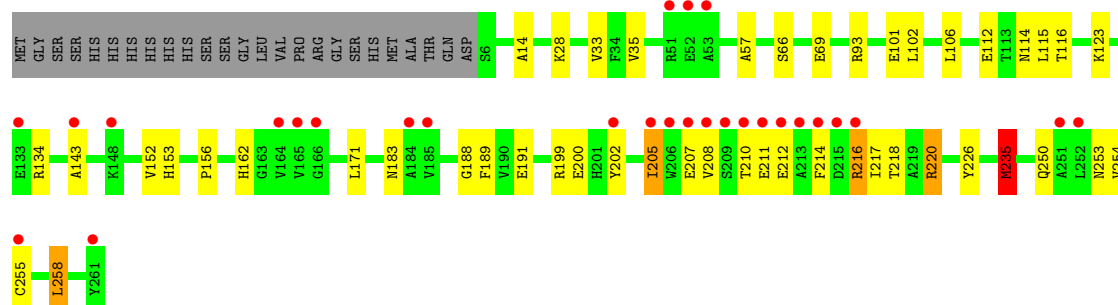 MET GLY SER SER HIS HIS HIS HIS HIS HIS SER SER GLY LEU VAL PRO ARG GLY SER HIS MET ALA THR GLN ASP S6 A14 K28 V33 F34 V35 R51 E52 A53 A57 S66 E69 R93 E101 L102 L106 E112 T113 N114 L115 T116 K123
E133 R134 A143 K148 V152 H153 P156 H162 G163 V164 V165 G166 L171 N183 A184 V185 G188 F189 V190 E191 R199 E200 H201 Y202 I205 W206 E207 V208 S209 T210 E211 E212 A213 F214 D215 R216 I217 T218 A219 R220 Y226 M235 Q250 A251 L252 N253 V254
C255 L258 Y261